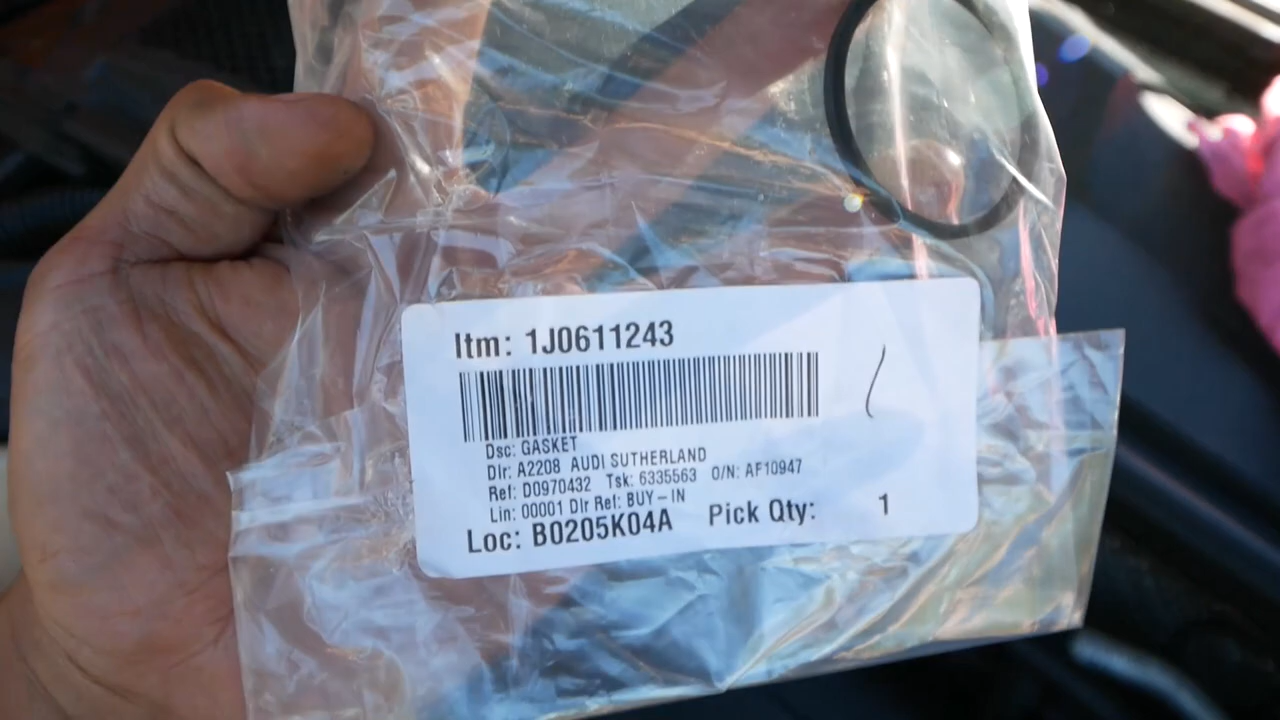 Itm: 1J0611243
Dsc: GASKET
Dlr: A2208 AUDI SUTHERLAND
Ref: D0970432 Tsk: 6335563 O/N: AF10947
Lin: 00001 Dlr Ref: BUY-IN
Loc: B0205K04A Pick Qty: 1